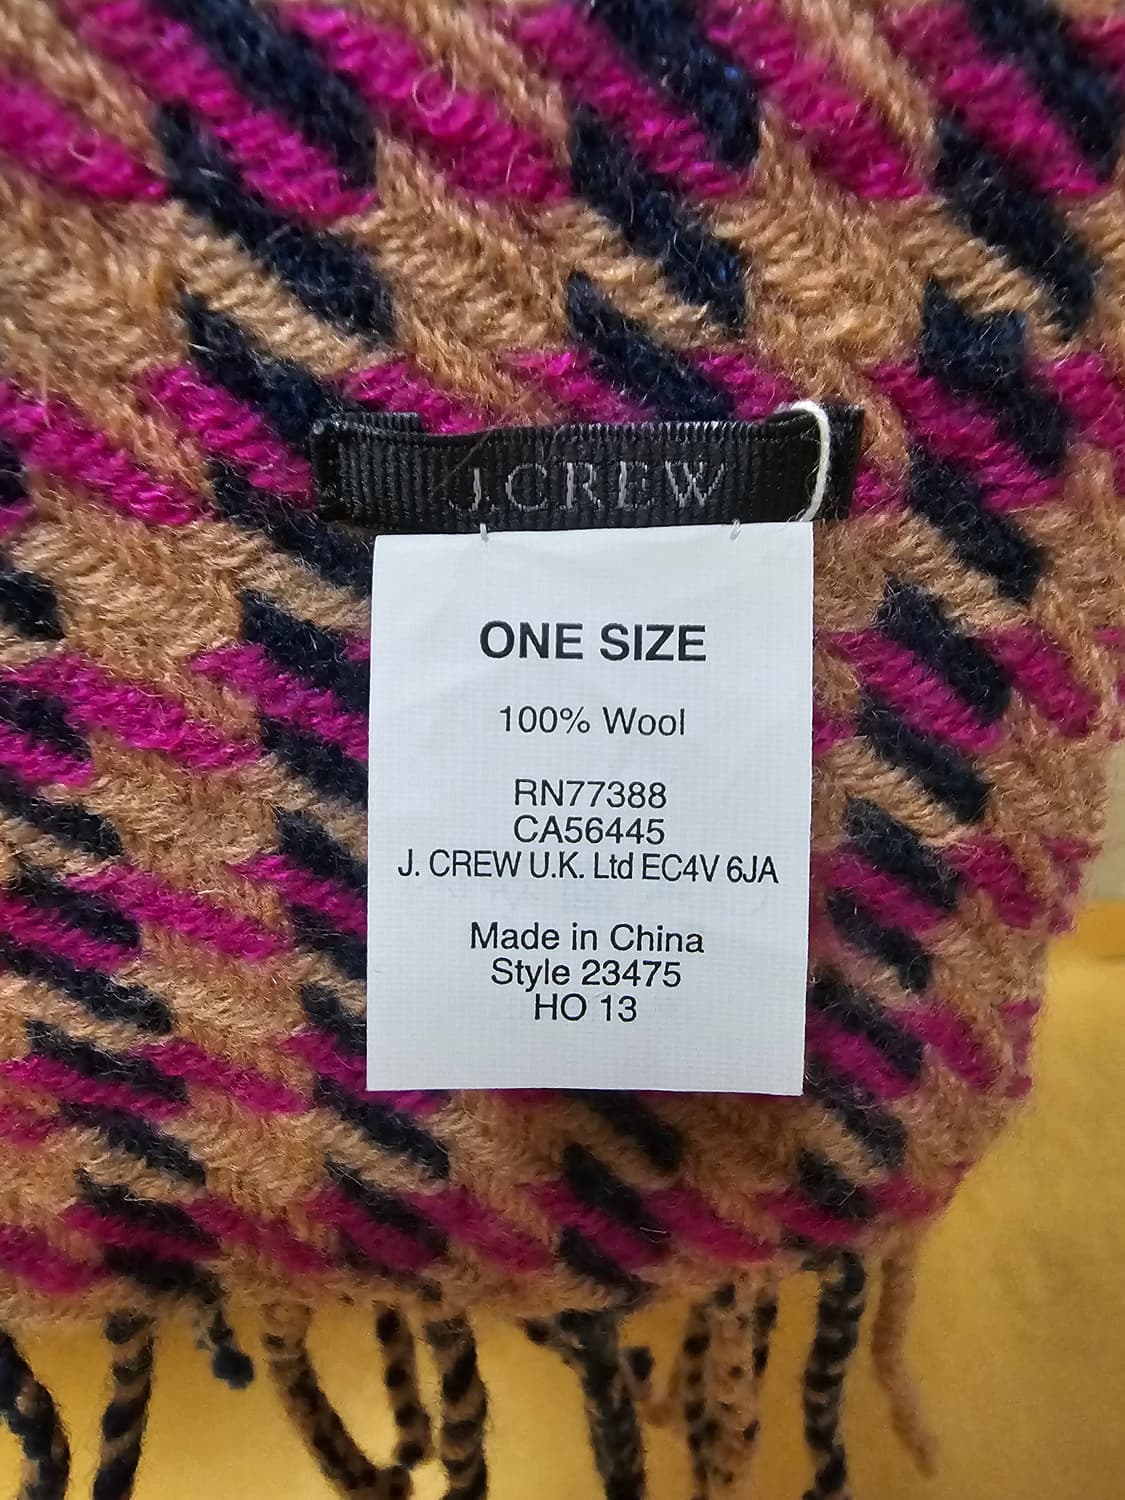 J.CREW
ONE SIZE
100% Wool
RN77388
CA56445
J. CREW U.K. Ltd EC4V 6JA
Made in China
Style 23475
HO 13